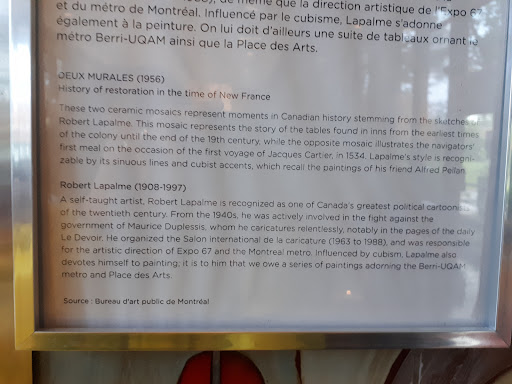 de même que la direction artistique de l'Expo 67
et du métro de Montréal. Influencé par le cubisme, Lapalme s'adonne
également à la peinture. On lui doit d'ailleurs une suite de tableaux ornant le
métro Berri-UQAM ainsi que la Place des Arts.
DEUX MURALES (1956)
History of restoration in the time of New France
These two ceramic mosaics represent moments in Canadian history stemming from the sketches of
Robert Lapalme. This mosaic represents the story of the tables found in inns from the earliest times
of the colony until the end of the 19th century, while the opposite mosaic illustrates the navigators'
first meal on the occasion of the first voyage of Jacques Cartier, in 1534. Lapalme's style is recogni-
zable by its sinuous lines and cubist accents, which recall the paintings of his friend Alfred Pellan.
Robert Lapalme (1908-1997)
A self-taught artist, Robert Lapalme is recognized as one of Canada's greatest political cartoonists
of the twentieth century. From the 1940s, he was actively involved in the fight against the
government of Maurice Duplessis, whom he caricatures relentlessly, notably in the pages of the daily
Le Devoir. He organized the Salon international de la caricature (1963 to 1988), and was responsible
for the artistic direction of Expo 67 and the Montreal metro. Influenced by cubism, Lapalme also
devotes himself to painting; it is to him that we owe a series of paintings adorning the Berri-UQAM
metro and Place des Arts.
Source : Bureau d'art public de Montréal